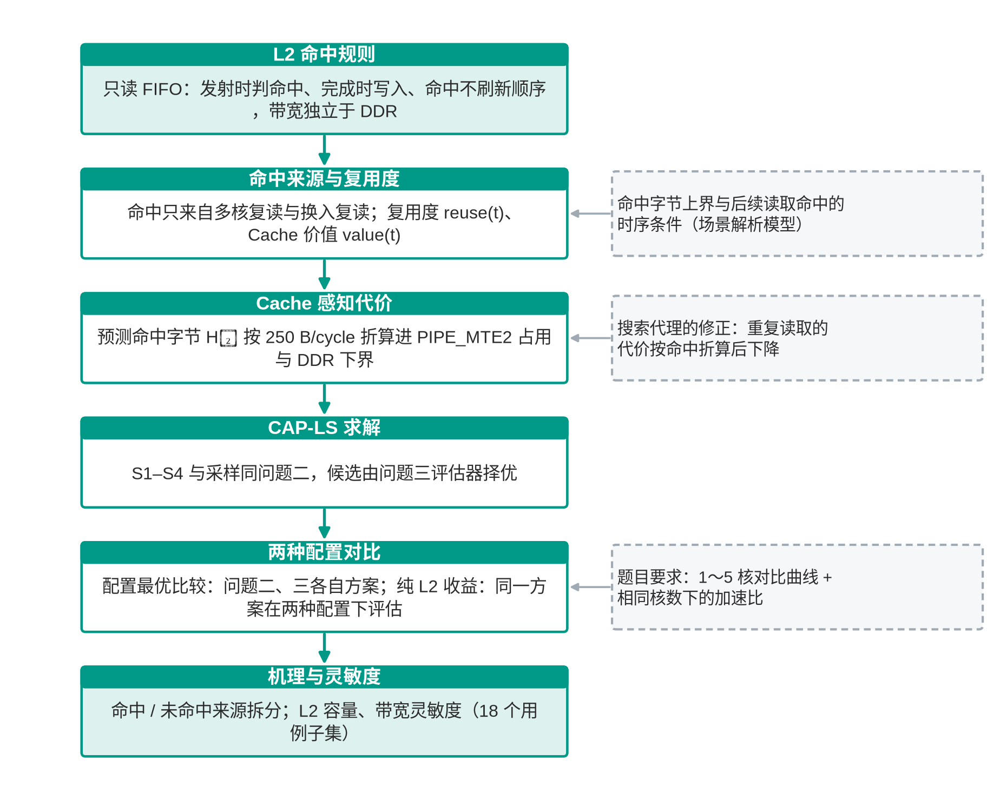 L2 命中规则
只读 FIFO：发射时判命中、完成时写入、命中不刷新顺序
，带宽独立于 DDR
命中来源与复用度
命中只来自多核复读与换入复读；复用度 reuse(t)、
Cache 价值 value(t)
命中字节上界与后续读取命中的
时序条件（场景解析模型）
Cache 感知代价
预测命中字节 H₂ 按 250 B/cycle 折算进 PIPE_MTE2 占用
与 DDR 下界
搜索代理的修正：重复读取的
代价按命中折算后下降
CAP-LS 求解
S1–S4 与采样同问题二，候选由问题三评估器择优
两种配置对比
配置最优比较：问题二、三各自方案；纯 L2 收益：同一方
案在两种配置下评估
题目要求：1～5 核对比曲线 +
相同核数下的加速比
机理与灵敏度
命中 / 未命中来源拆分；L2 容量、带宽灵敏度（18 个用
例子集）